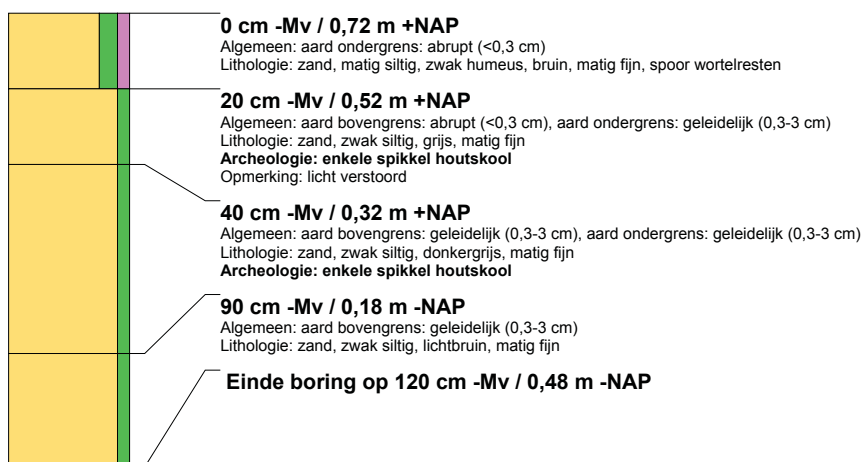 0 cm -Mv / 0,72 m +NAP
Algemeen: aard ondergrens: abrupt (<0,3 cm)
Lithologie: zand, matig siltig, zwak humeus, bruin, matig fijn, spoor wortelresten
20 cm -Mv / 0,52 m +NAP
Algemeen: aard bovengrens: abrupt (<0,3 cm), aard ondergrens: geleidelijk (0,3-3 cm)
Lithologie: zand, zwak siltig, grijs, matig fijn
Archeologie: enkele spikkel houtskool
Opmerking: licht verstoord
40 cm -Mv / 0,32 m +NAP
Algemeen: aard bovengrens: geleidelijk (0,3-3 cm), aard ondergrens: geleidelijk (0,3-3 cm)
Lithologie: zand, zwak siltig, donkergrijs, matig fijn
Archeologie: enkele spikkel houtskool
90 cm -Mv / 0,18 m -NAP
Algemeen: aard bovengrens: geleidelijk (0,3-3 cm)
Lithologie: zand, zwak siltig, lichtbruin, matig fijn
Einde boring op 120 cm -Mv / 0,48 m -NAP